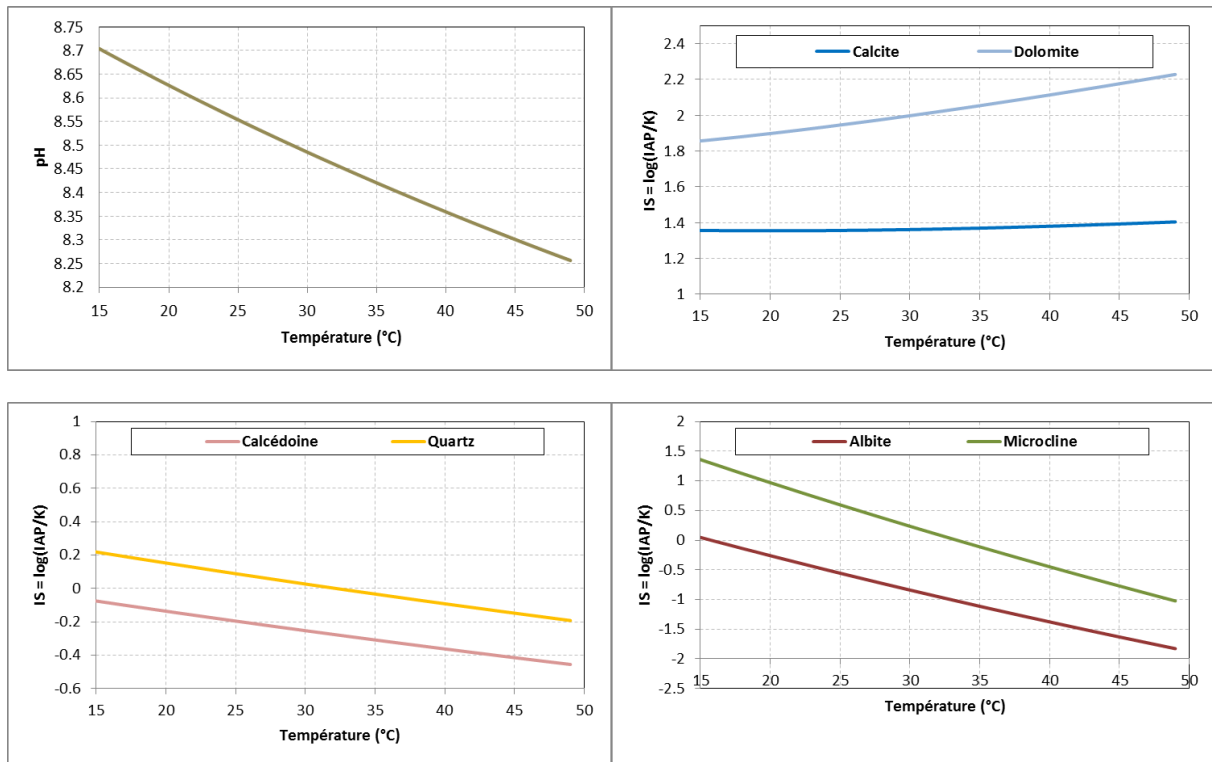 8.75
8.7
8.65
8.6
8.55
8.5
8.45
8.4
8.35
8.3
8.25
8.2
pH
15 20 25 30 35 40 45 50
Température (°C)
2.4
2.2
2
1.8
1.6
1.4
1.2
1
IS = log(IAP/K)
Calcite Dolomite
15 20 25 30 35 40 45 50
Température (°C)
1
0.8
0.6
0.4
0.2
0
-0.2
-0.4
-0.6
IS = log(IAP/K)
Calcédoine Quartz
15 20 25 30 35 40 45 50
Température (°C)
2
1.5
1
0.5
0
-0.5
-1
-1.5
-2
-2.5
IS = log(IAP/K)
Albite Microcline
15 20 25 30 35 40 45 50
Température (°C)